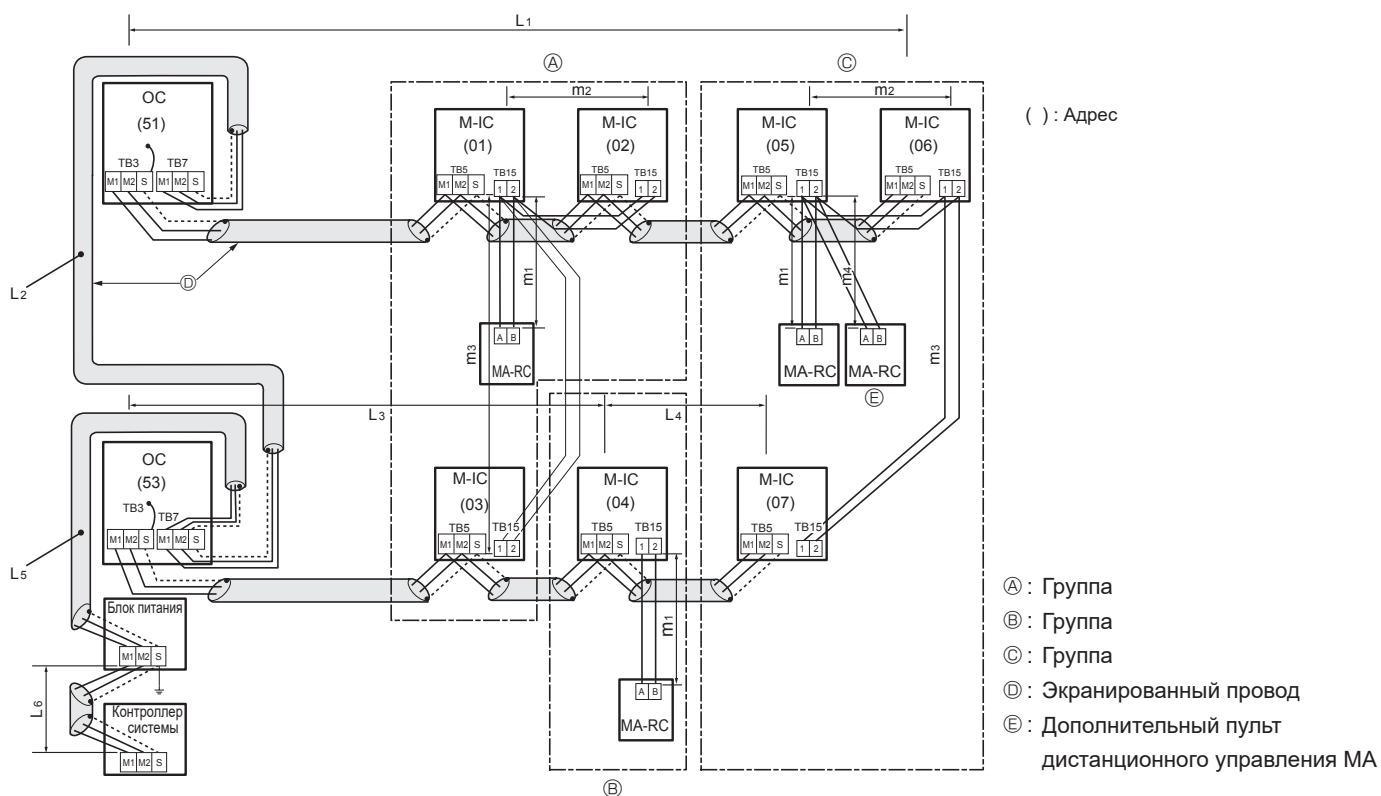 L1
Ⓐ
Ⓒ
m2
m2
( ) : Адрес
OC
(51)
TB3
TB7
M1 M2 S
M1 M2 S
M-IC
(01)
TB5
TB15
M1 M2 S
1 2
M-IC
(02)
TB5
TB15
M1 M2 S
1 2
M-IC
(05)
TB5
TB15
M1 M2 S
1 2
M-IC
(06)
TB5
TB15
M1 M2 S
1 2
L2
Ⓓ
m1
m3
A B
MA-RC
m1
m4
m3
A B
MA-RC
A B
MA-RC
Ⓔ
L3
L4
OC
(53)
TB3
TB7
M1 M2 S
M1 M2 S
M-IC
(03)
TB5
TB15
M1 M2 S
1 2
M-IC
(04)
TB5
TB15
M1 M2 S
1 2
M-IC
(07)
TB5
TB15
M1 M2 S
1 2
L5
m1
A B
MA-RC
Ⓑ
Блок питания
M1 M2 S
L6
Контроллер
системы
M1 M2 S
Ⓐ : Группа
Ⓑ : Группа
Ⓒ : Группа
Ⓓ : Экранированный провод
Ⓔ : Дополнительный пульт
дистанционного управления MA